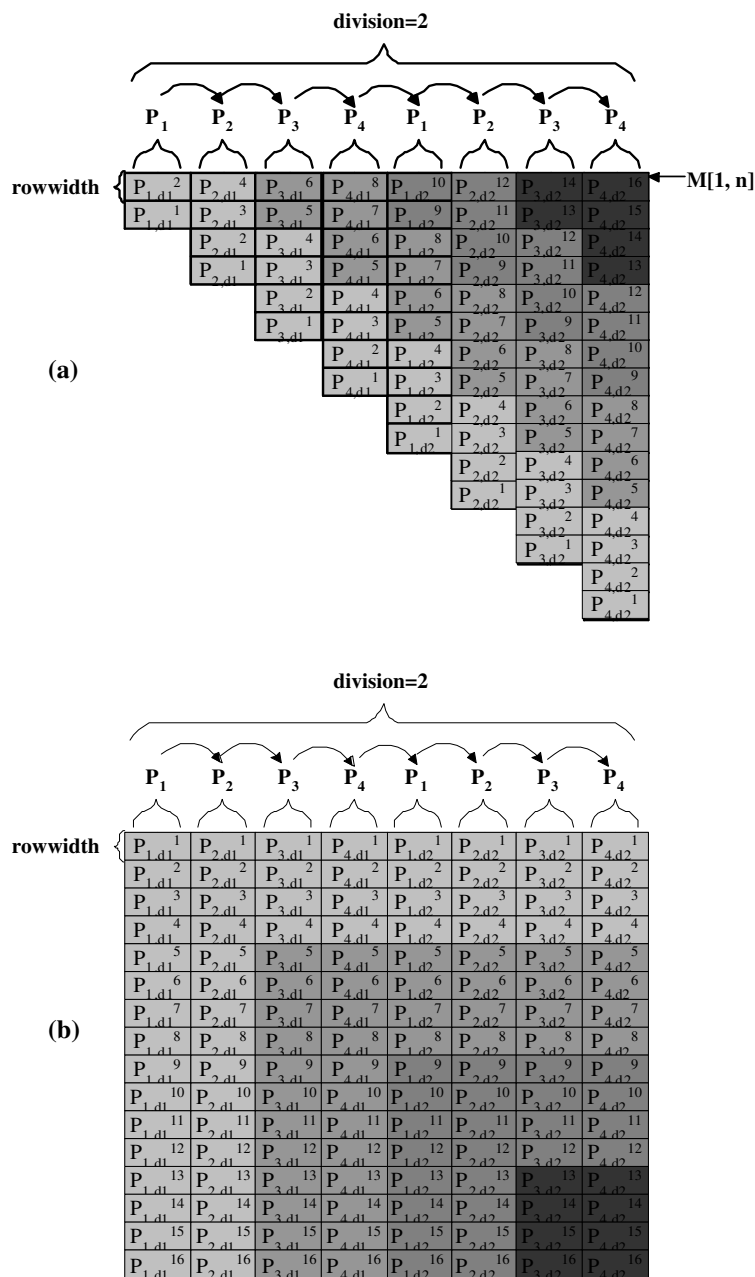 division=2
P1 P2 P3 P4 P1 P2 P3 P4
rowwidth
M[1, n]
P1,d1 2 P2,d1 4 P3,d1 6 P4,d1 8 P1,d2 10 P2,d2 12 P3,d2 14 P4,d2 16
P1,d1 1 P2,d1 3 P3,d1 5 P4,d1 7 P1,d2 9 P2,d2 11 P3,d2 13 P4,d2 15
P2,d1 2 P3,d1 4 P4,d1 6 P1,d2 8 P2,d2 10 P3,d2 12 P4,d2 14
P2,d1 1 P3,d1 3 P4,d1 5 P1,d2 7 P2,d2 9 P3,d2 11 P4,d2 13
P3,d1 2 P4,d1 4 P1,d2 6 P2,d2 8 P3,d2 10 P4,d2 12
P3,d1 1 P4,d1 3 P1,d2 5 P2,d2 7 P3,d2 9 P4,d2 11
(a)
P4,d1 2 P1,d2 4 P2,d2 6 P3,d2 8 P4,d2 10
P4,d1 1 P1,d2 3 P2,d2 5 P3,d2 7 P4,d2 9
P1,d2 2 P2,d2 4 P3,d2 6 P4,d2 8
P1,d2 1 P2,d2 3 P3,d2 5 P4,d2 7
P2,d2 2 P3,d2 4 P4,d2 6
P2,d2 1 P3,d2 3 P4,d2 5
P3,d2 2 P4,d2 4
P3,d2 1 P4,d2 3
P4,d2 2
P4,d2 1
division=2
P1 P2 P3 P4 P1 P2 P3 P4
rowwidth
P1,d1 1 P2,d1 1 P3,d1 1 P4,d1 1 P1,d2 1 P2,d2 1 P3,d2 1 P4,d2 1
P1,d1 2 P2,d1 2 P3,d1 2 P4,d1 2 P1,d2 2 P2,d2 2 P3,d2 2 P4,d2 2
P1,d1 3 P2,d1 3 P3,d1 3 P4,d1 3 P1,d2 3 P2,d2 3 P3,d2 3 P4,d2 3
P1,d1 4 P2,d1 4 P3,d1 4 P4,d1 4 P1,d2 4 P2,d2 4 P3,d2 4 P4,d2 4
P1,d1 5 P2,d1 5 P3,d1 5 P4,d1 5 P1,d2 5 P2,d2 5 P3,d2 5 P4,d2 5
P1,d1 6 P2,d1 6 P3,d1 6 P4,d1 6 P1,d2 6 P2,d2 6 P3,d2 6 P4,d2 6
P1,d1 7 P2,d1 7 P3,d1 7 P4,d1 7 P1,d2 7 P2,d2 7 P3,d2 7 P4,d2 7
(b)
P1,d1 8 P2,d1 8 P3,d1 8 P4,d1 8 P1,d2 8 P2,d2 8 P3,d2 8 P4,d2 8
P1,d1 9 P2,d1 9 P3,d1 9 P4,d1 9 P1,d2 9 P2,d2 9 P3,d2 9 P4,d2 9
P1,d1 10 P2,d1 10 P3,d1 10 P4,d1 10 P1,d2 10 P2,d2 10 P3,d2 10 P4,d2 10
P1,d1 11 P2,d1 11 P3,d1 11 P4,d1 11 P1,d2 11 P2,d2 11 P3,d2 11 P4,d2 11
P1,d1 12 P2,d1 12 P3,d1 12 P4,d1 12 P1,d2 12 P2,d2 12 P3,d2 12 P4,d2 12
P1,d1 13 P2,d1 13 P3,d1 13 P4,d1 13 P1,d2 13 P2,d2 13 P3,d2 13 P4,d2 13
P1,d1 14 P2,d1 14 P3,d1 14 P4,d1 14 P1,d2 14 P2,d2 14 P3,d2 14 P4,d2 14
P1,d1 15 P2,d1 15 P3,d1 15 P4,d1 15 P1,d2 15 P2,d2 15 P3,d2 15 P4,d2 15
P1,d1 16 P2,d1 16 P3,d1 16 P4,d1 16 P1,d2 16 P2,d2 16 P3,d2 16 P4,d2 16